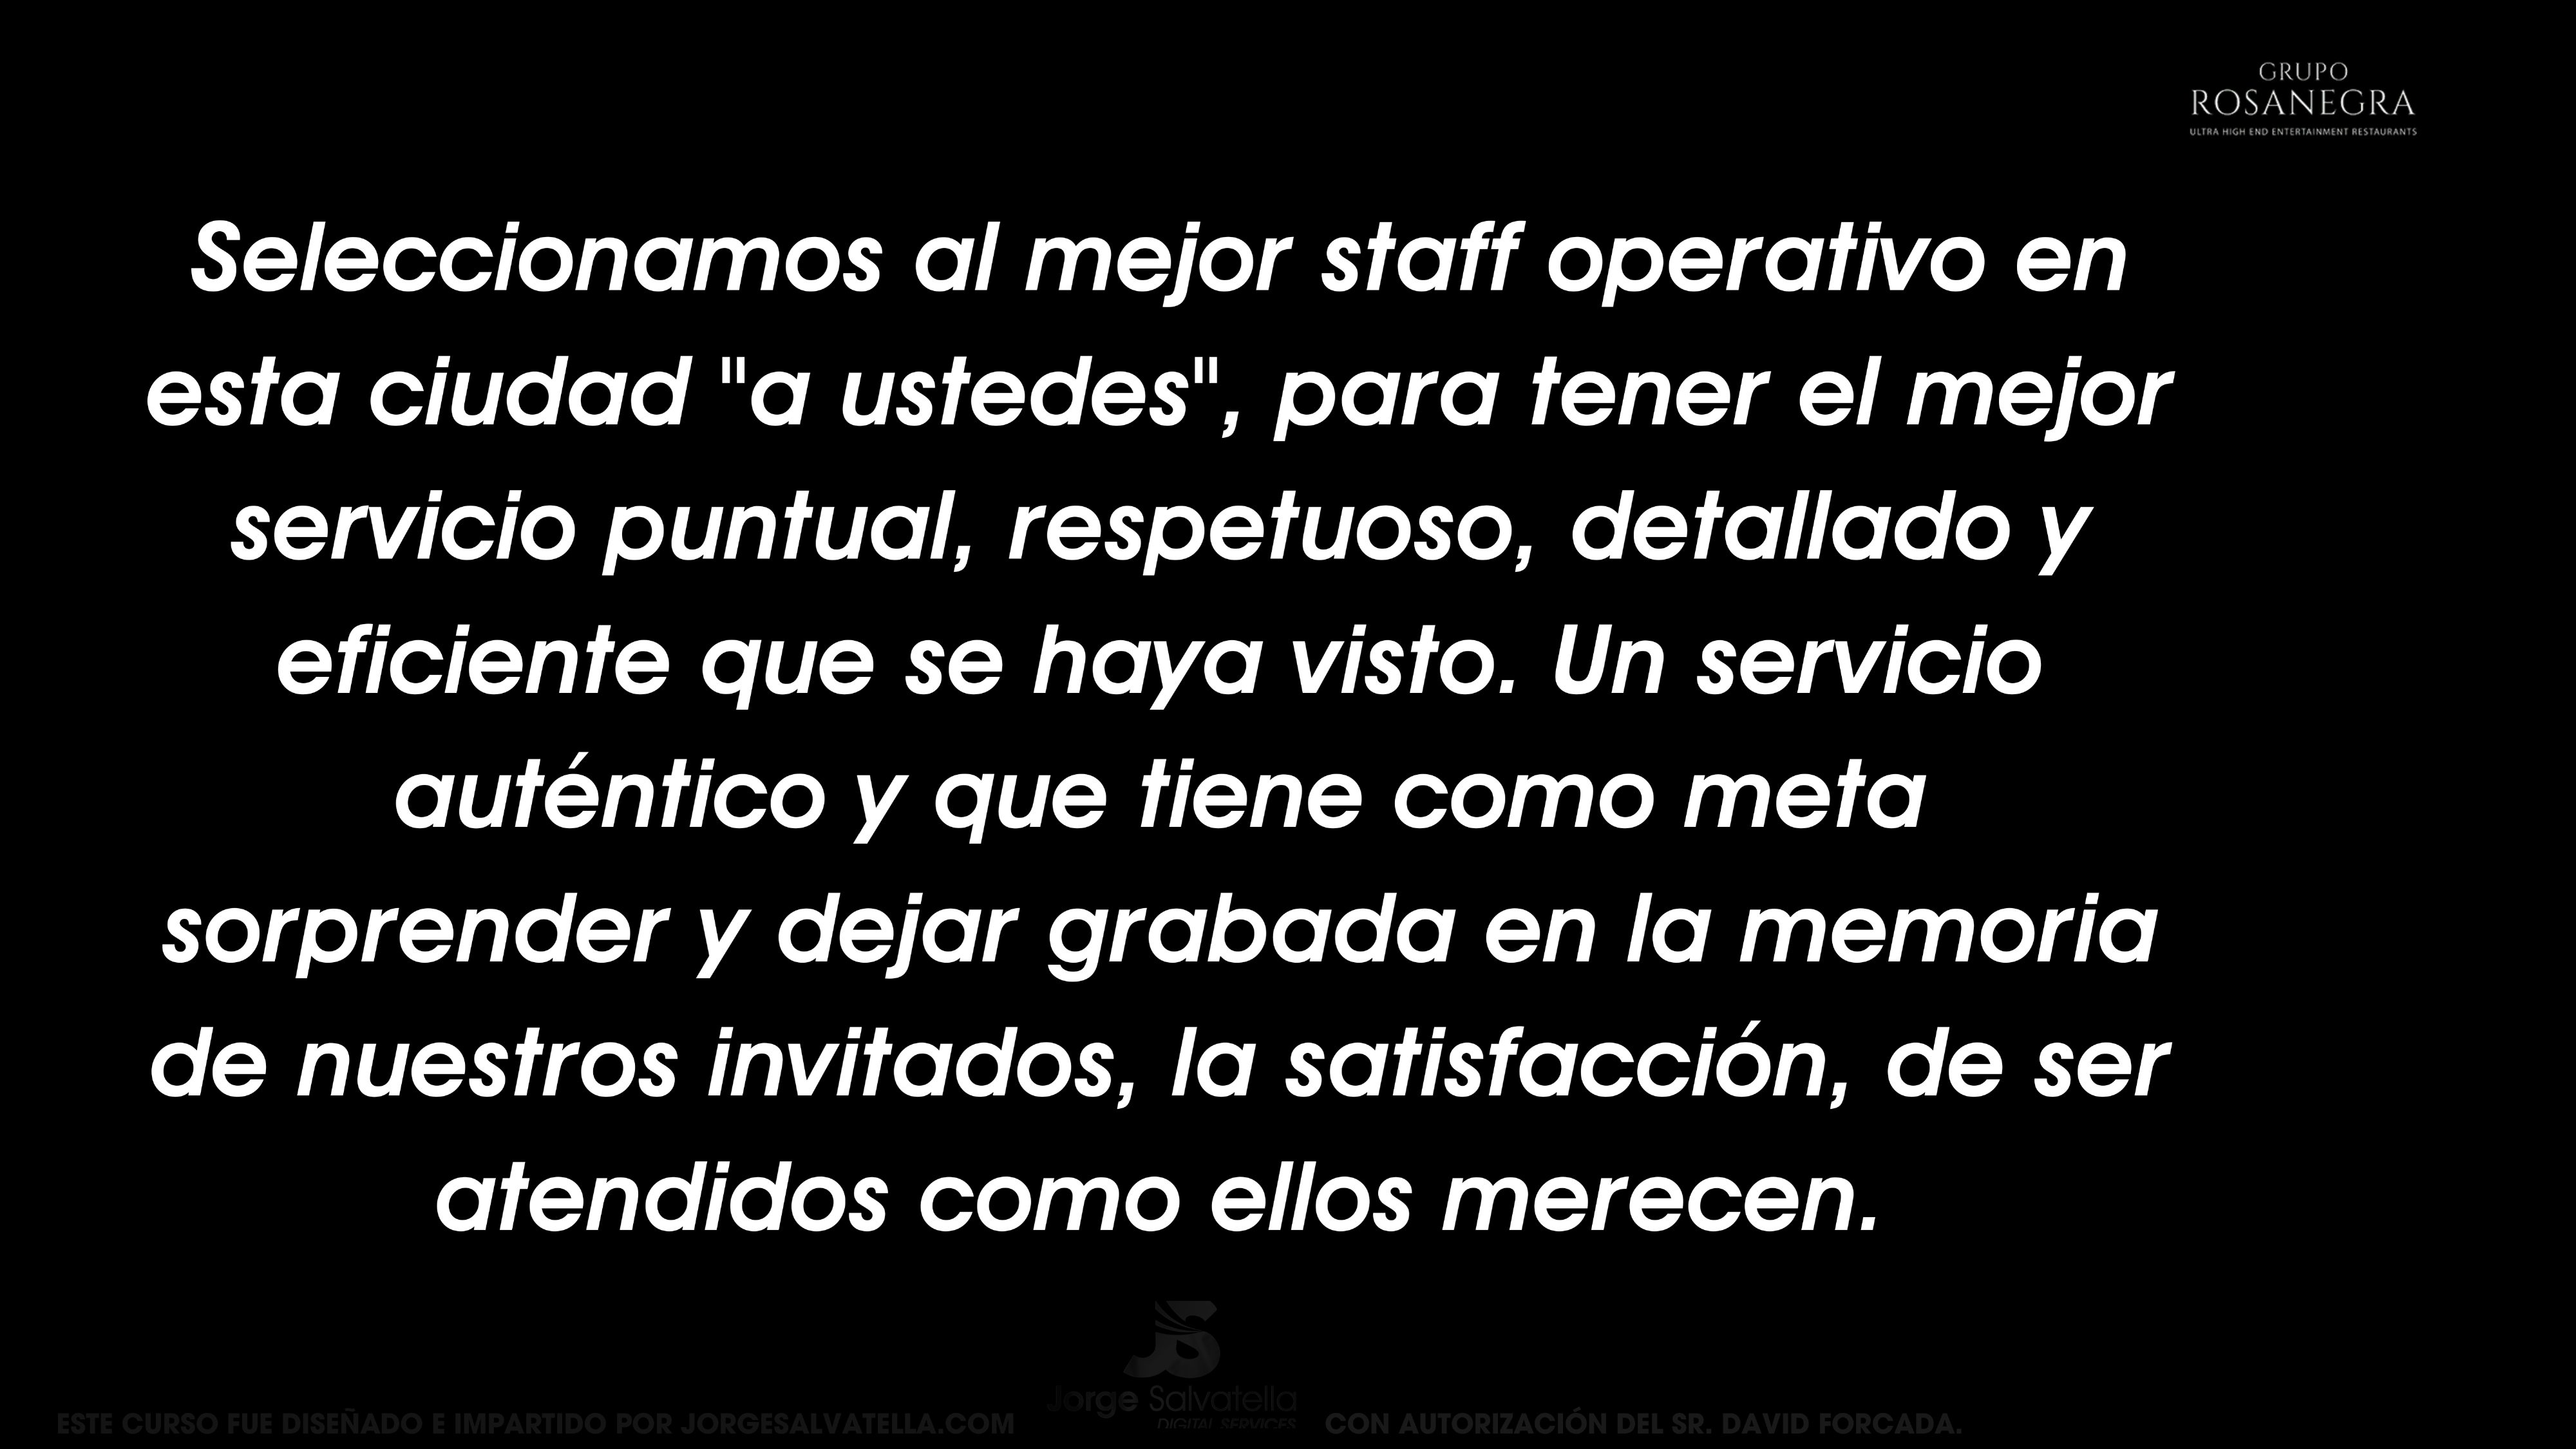 GRUPO
ROSANEGRA
ULTRA HIGH END ENTERTAINMENT RESTAURANTS
Seleccionamos al mejor staff operativo en
esta ciudad "a ustedes", para tener el mejor
servicio puntual, respetuoso, detallado y
eficiente que se haya visto. Un servicio
auténtico y que tiene como meta
sorprender y dejar grabada en la memoria
de nuestros invitados, la satisfacción, de ser
atendidos como ellos merecen.
JS
Jorge Salvatella
DIGITAL SERVICES
ESTE CURSO FUE DISEÑADO E IMPARTIDO POR JORGESALVATELLA.COM
CON AUTORIZACIÓN DEL SR. DAVID FORCADA.